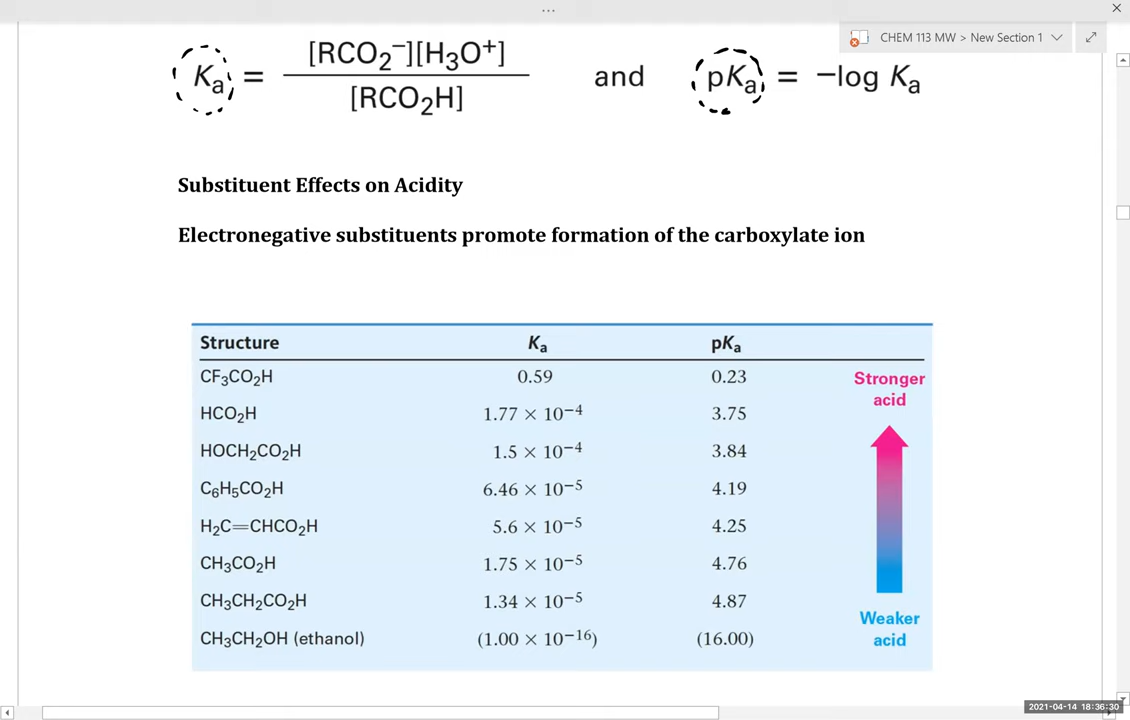 CHEM 113 MW > New Section 1
Kₐ = [RCO₂⁻][H₃O⁺] / [RCO₂H] and pKₐ = −log Kₐ
Substituent Effects on Acidity
Electronegative substituents promote formation of the carboxylate ion
Structure Kₐ pKₐ
CF₃CO₂H 0.59 0.23 Stronger acid
HCO₂H 1.77 × 10⁻⁴ 3.75
HOCH₂CO₂H 1.5 × 10⁻⁴ 3.84
C₆H₅CO₂H 6.46 × 10⁻⁵ 4.19
H₂C=CHCO₂H 5.6 × 10⁻⁵ 4.25
CH₃CO₂H 1.75 × 10⁻⁵ 4.76
CH₃CH₂CO₂H 1.34 × 10⁻⁵ 4.87
CH₃CH₂OH (ethanol) (1.00 × 10⁻¹⁶) (16.00) Weaker acid
2021-04-14 18:36:30